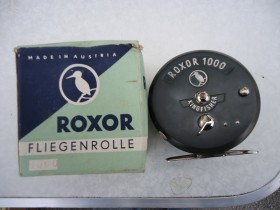 MADE IN AUSTRIA
ROXOR
FLIEGENROLLE
ROXOR 1000
KINGFISHER